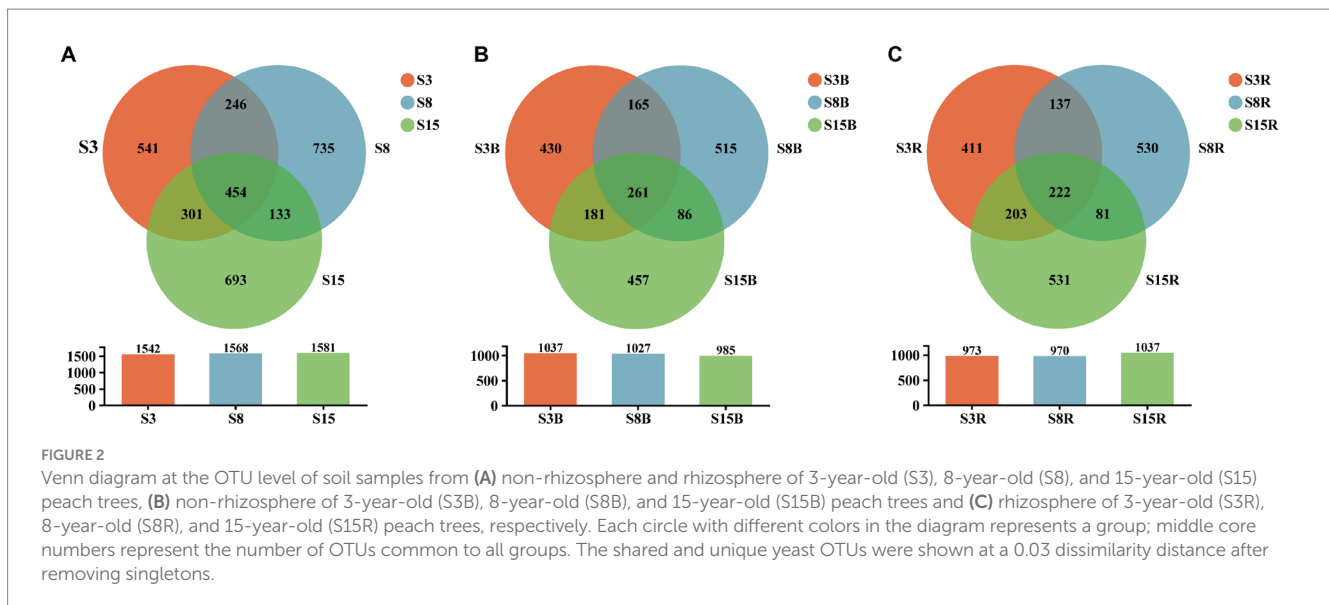 A
S3
S8
S15
246
S3
541
735
S8
454
301
133
693
S15
1542
1568
1581
1500
1000
500
0
S3
S8
S15
B
S3B
S8B
S15B
165
S3B
430
515
S8B
261
181
86
457
S15B
1037
1027
985
1000
500
0
S3B
S8B
S15B
C
S3R
S8R
S15R
137
S3R
411
530
S8R
222
203
81
531
S15R
973
970
1037
1000
500
0
S3R
S8R
S15R
FIGURE 2
Venn diagram at the OTU level of soil samples from (A) non-rhizosphere and rhizosphere of 3-year-old (S3), 8-year-old (S8), and 15-year-old (S15)
peach trees, (B) non-rhizosphere of 3-year-old (S3B), 8-year-old (S8B), and 15-year-old (S15B) peach trees and (C) rhizosphere of 3-year-old (S3R),
8-year-old (S8R), and 15-year-old (S15R) peach trees, respectively. Each circle with different colors in the diagram represents a group; middle core
numbers represent the number of OTUs common to all groups. The shared and unique yeast OTUs were shown at a 0.03 dissimilarity distance after
removing singletons.